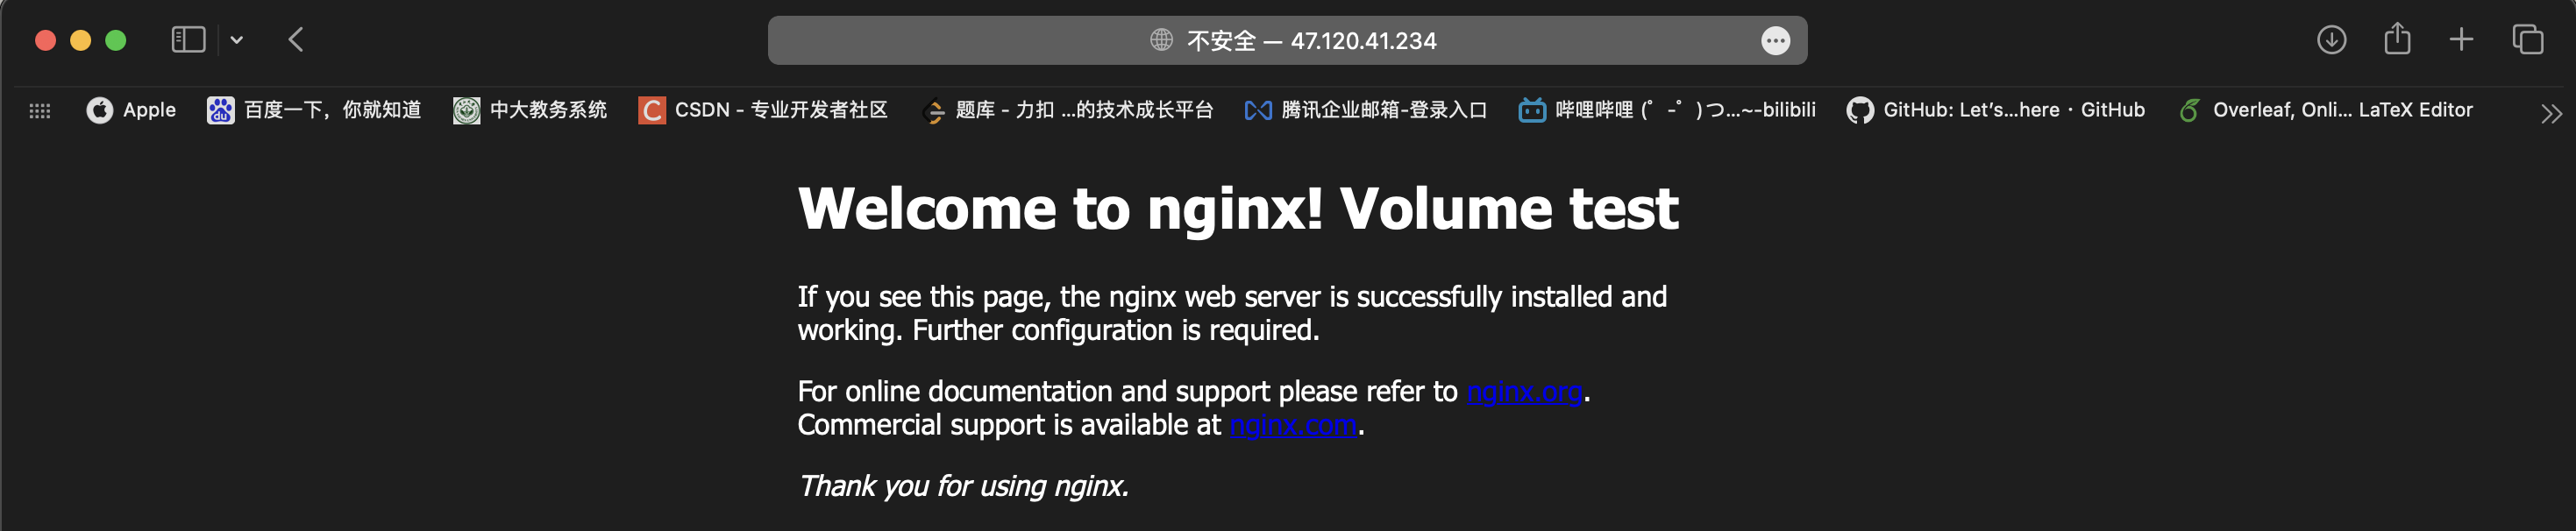 不安全 — 47.120.41.234
Apple 百度一下，你就知道 中大教务系统 CSDN - 专业开发者社区 题库 - 力扣 ...的技术成长平台 腾讯企业邮箱-登录入口 哔哩哔哩 (゜-゜)つ...~-bilibili GitHub: Let's...here · GitHub Overleaf, Onli... LaTeX Editor
Welcome to nginx! Volume test
If you see this page, the nginx web server is successfully installed and
working. Further configuration is required.
For online documentation and support please refer to nginx.org.
Commercial support is available at nginx.com.
Thank you for using nginx.